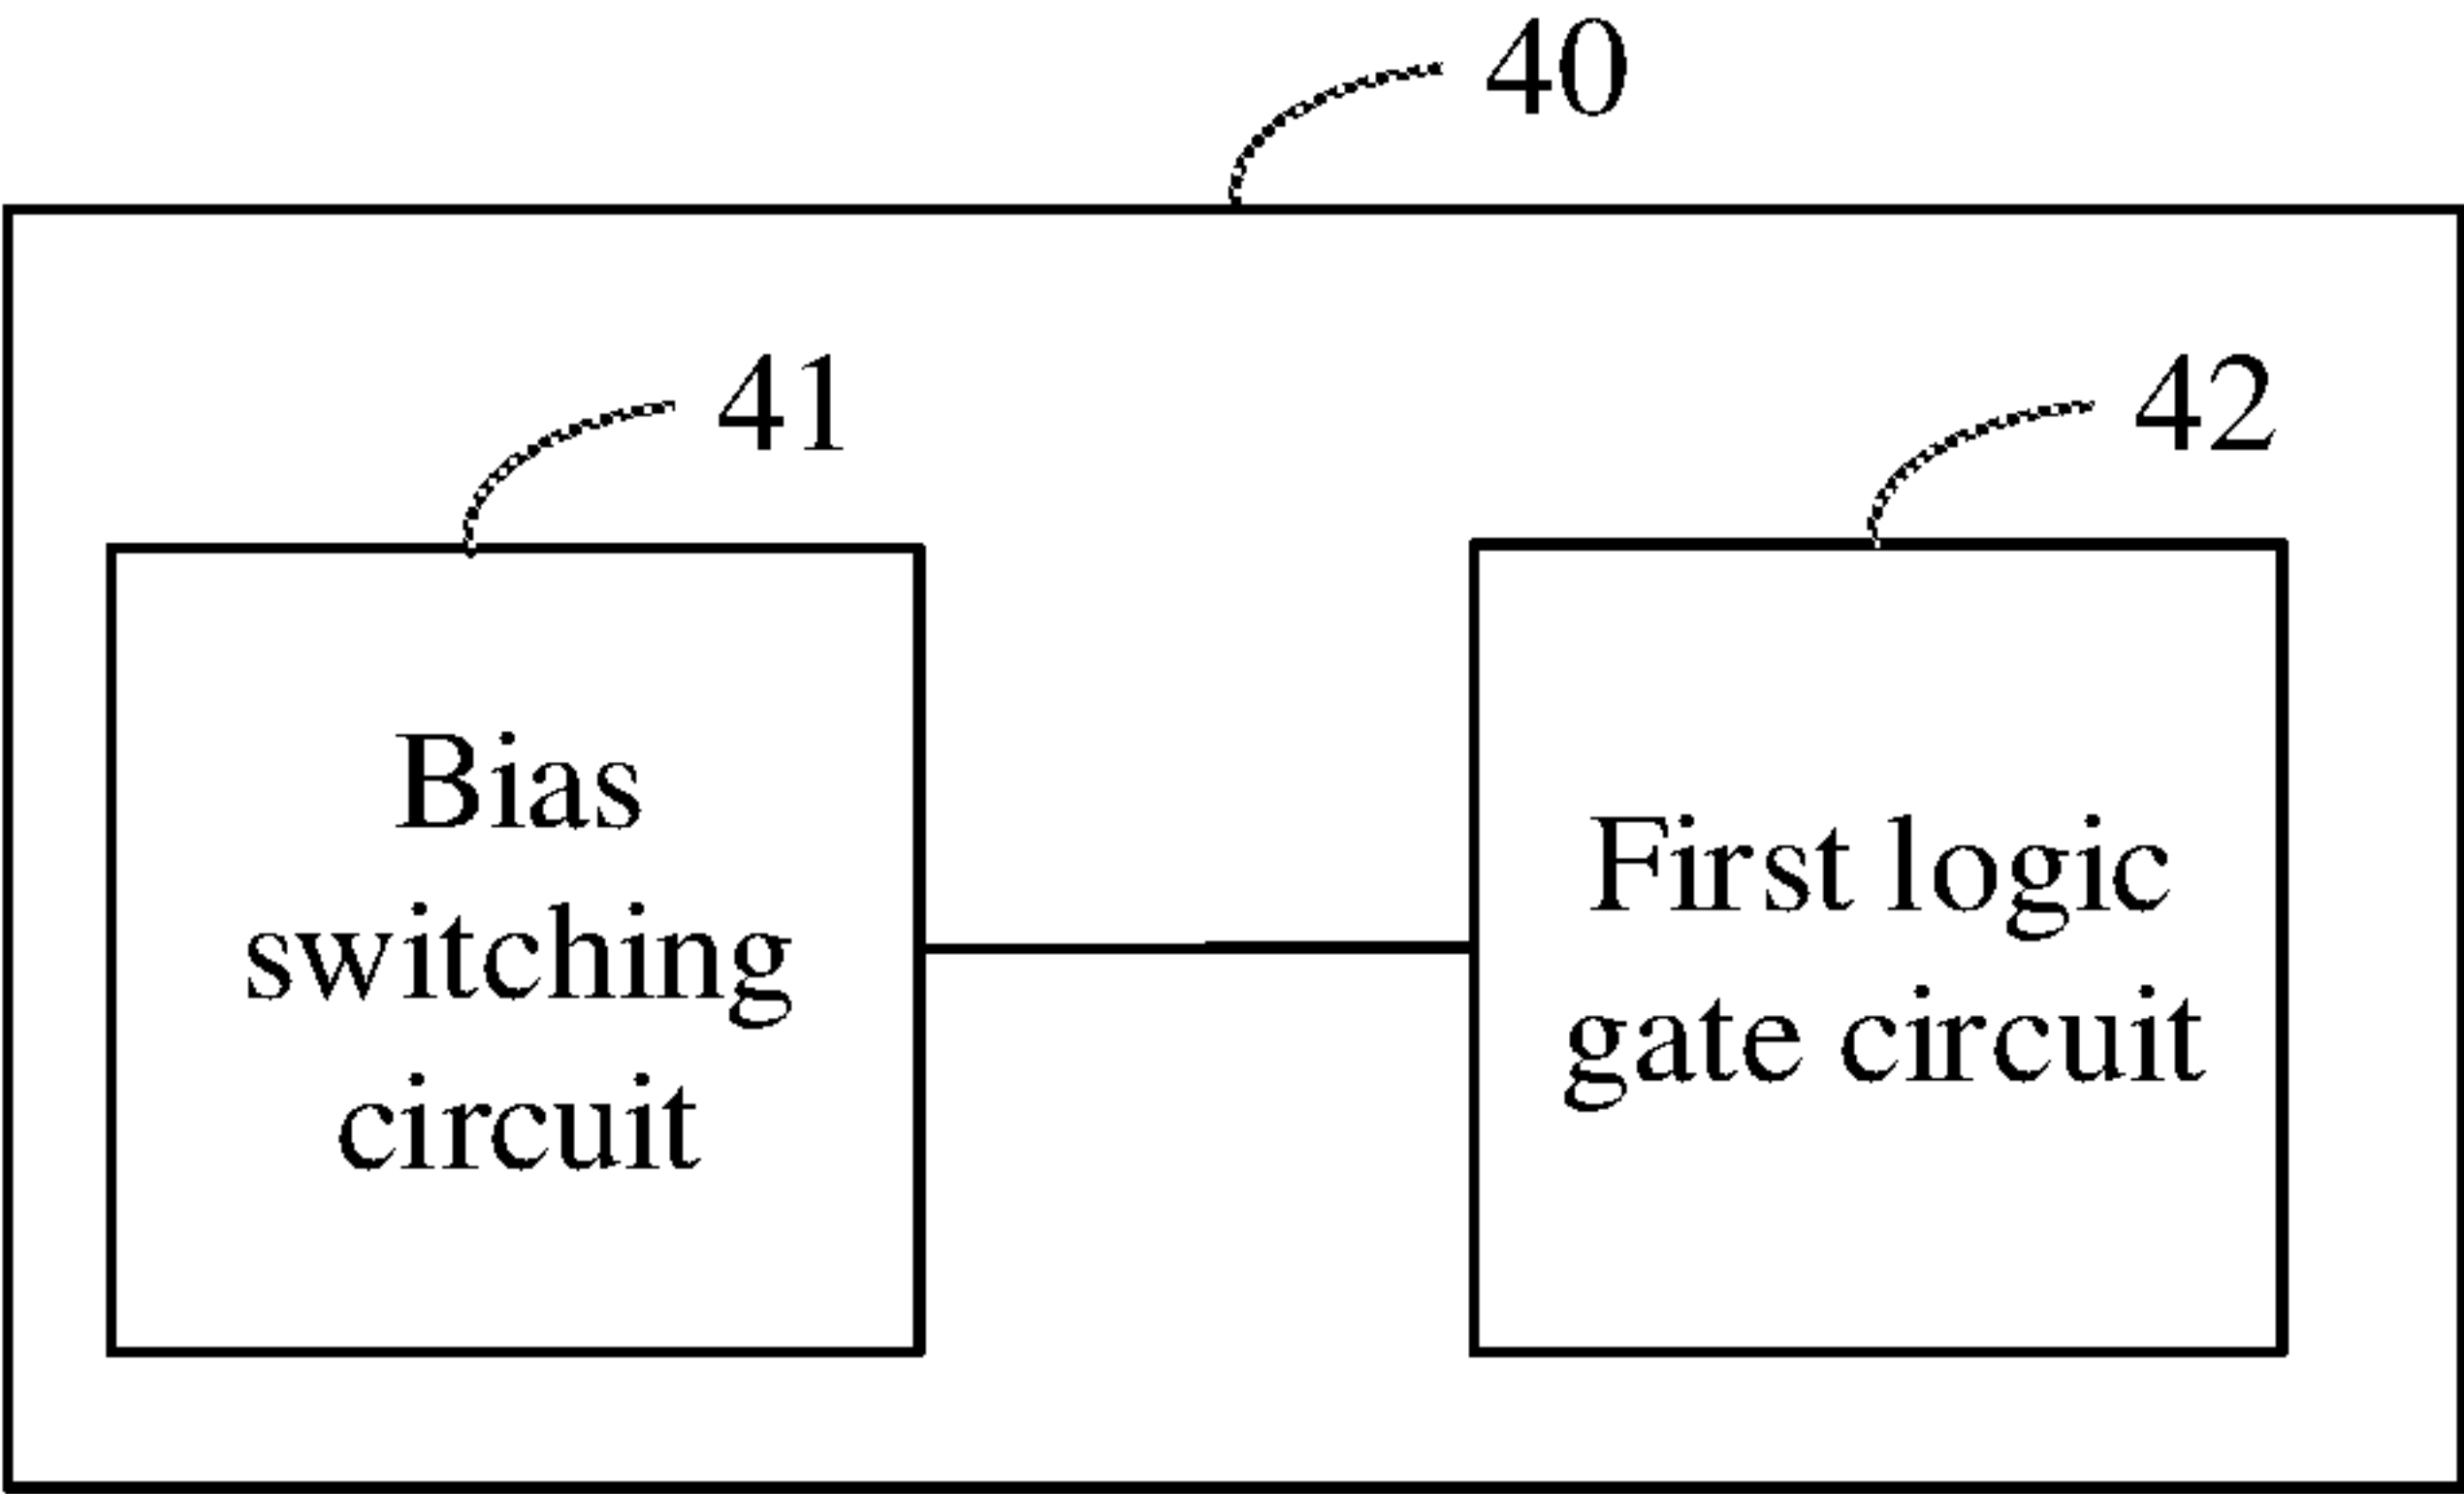 40
41
42
Bias
switching
circuit
First logic
gate circuit